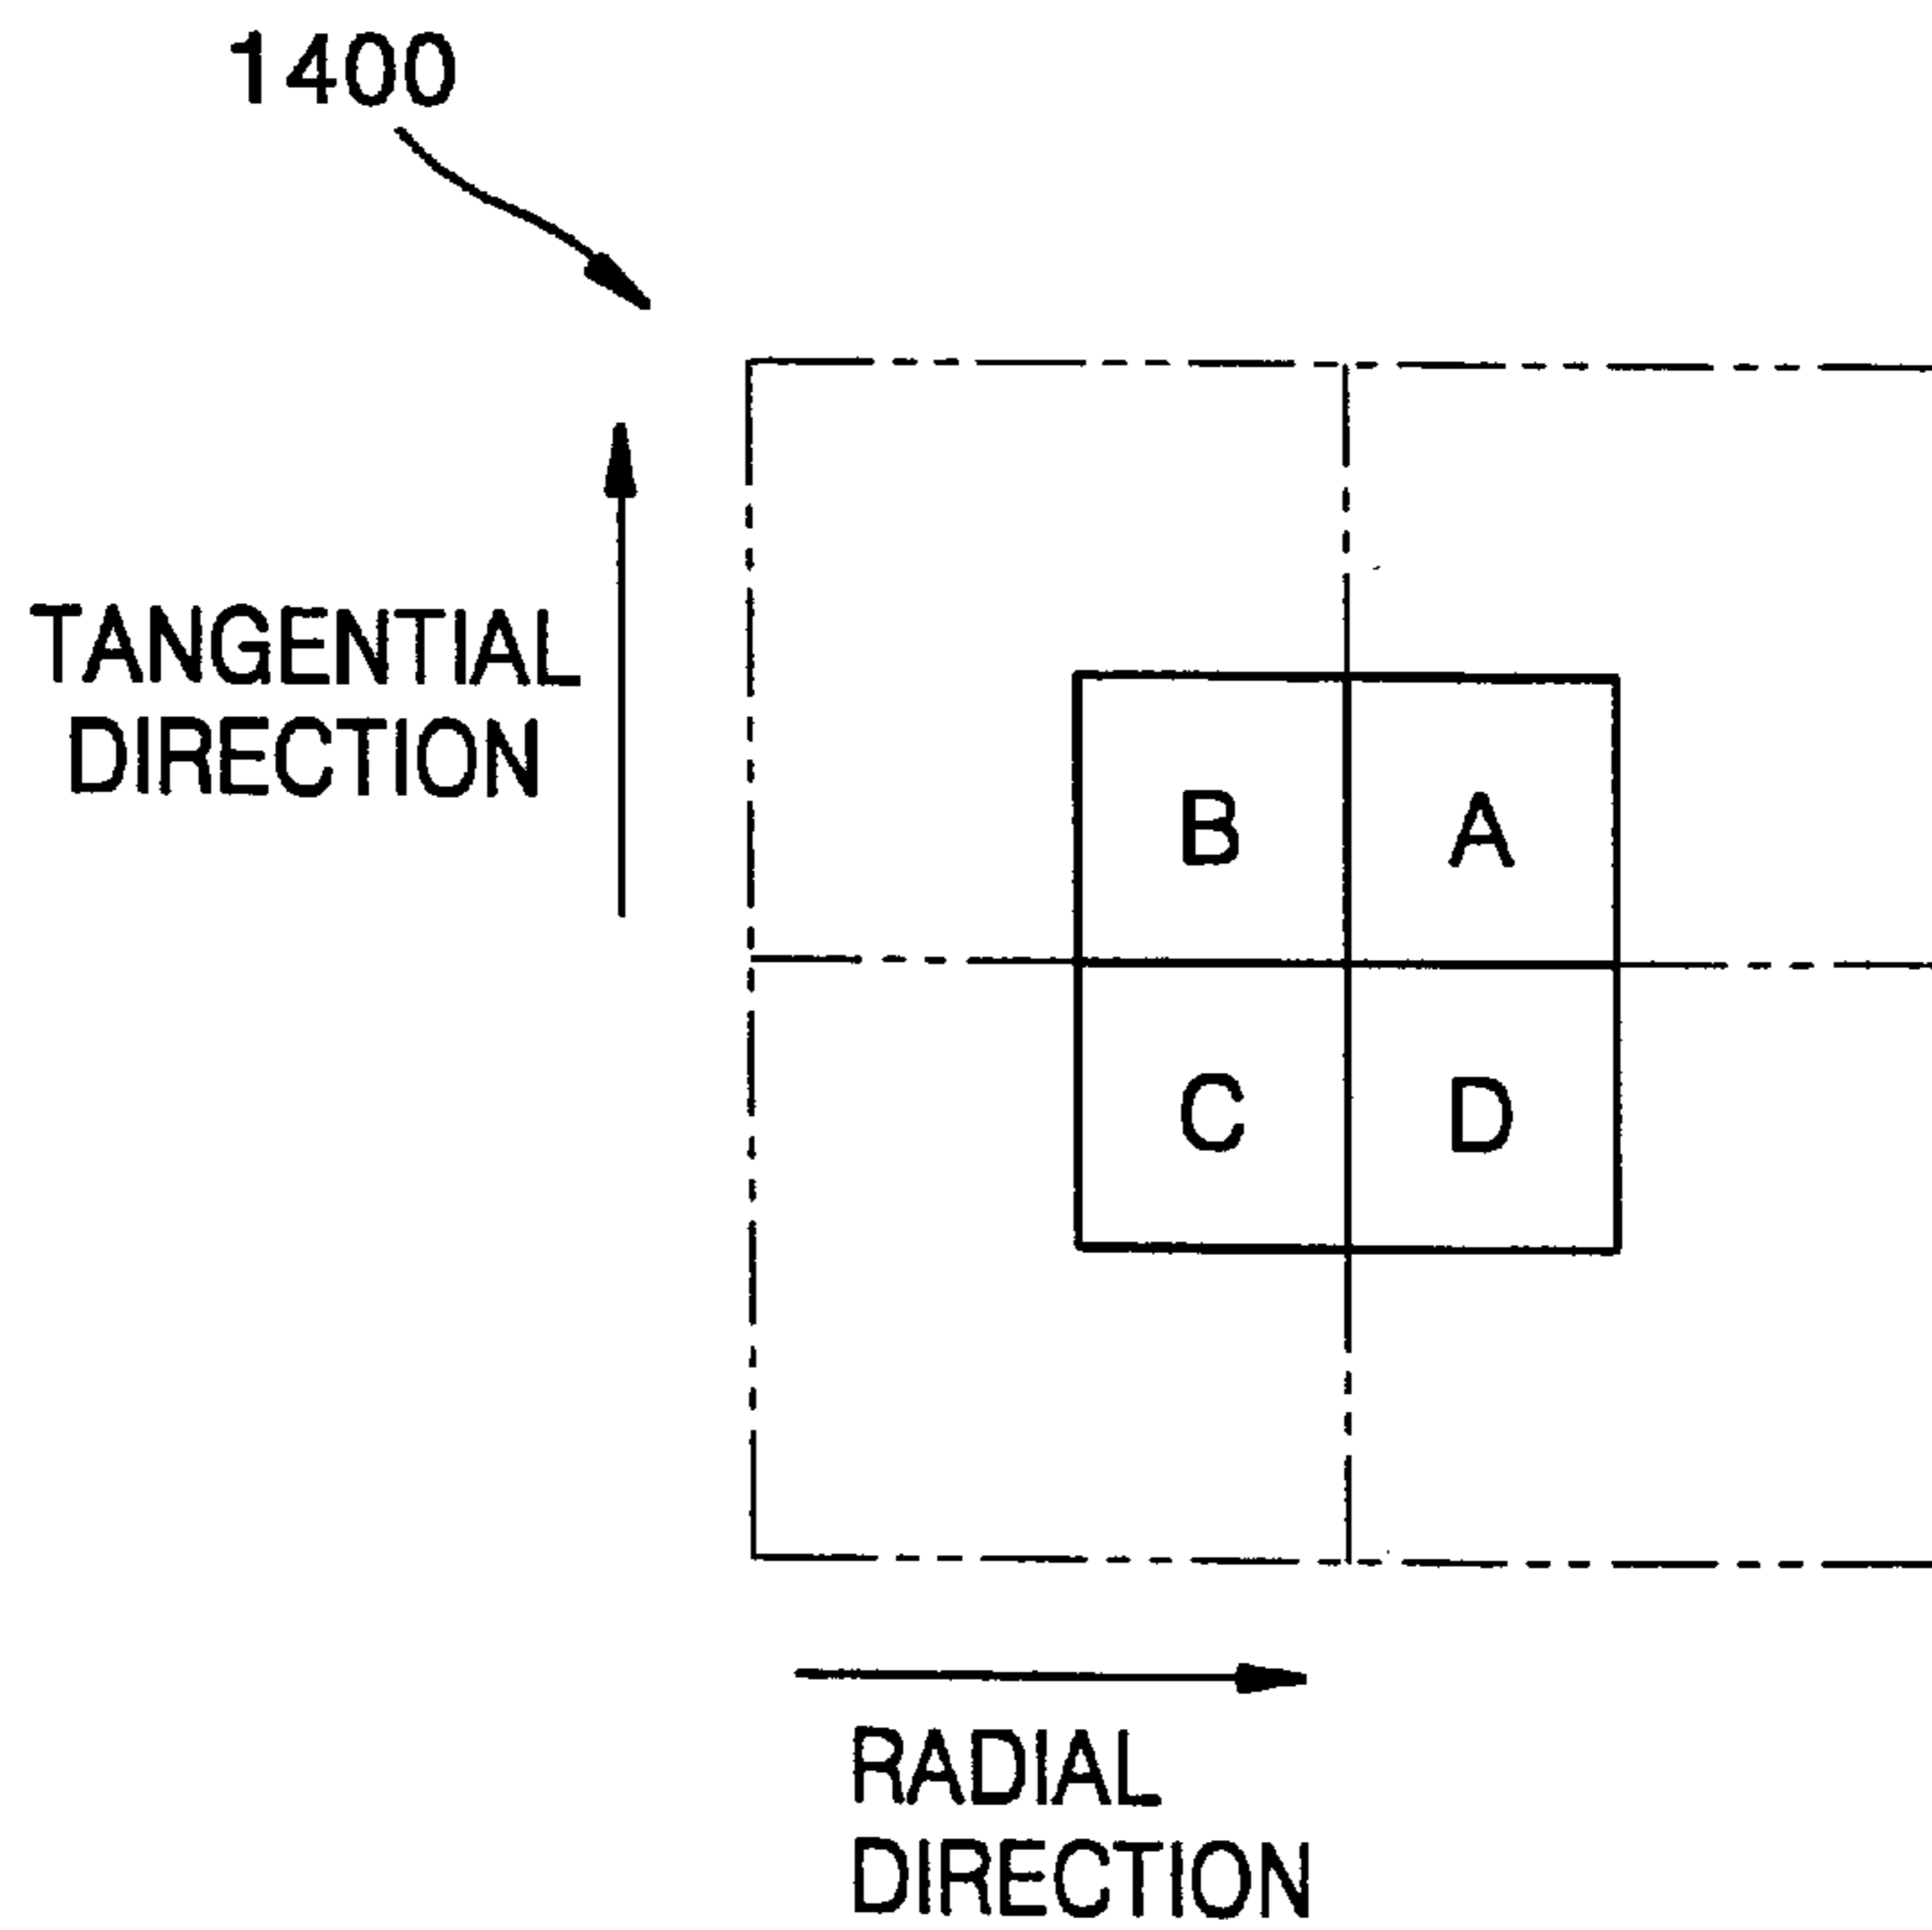 1400
TANGENTIAL
DIRECTION
B A
C D
RADIAL
DIRECTION